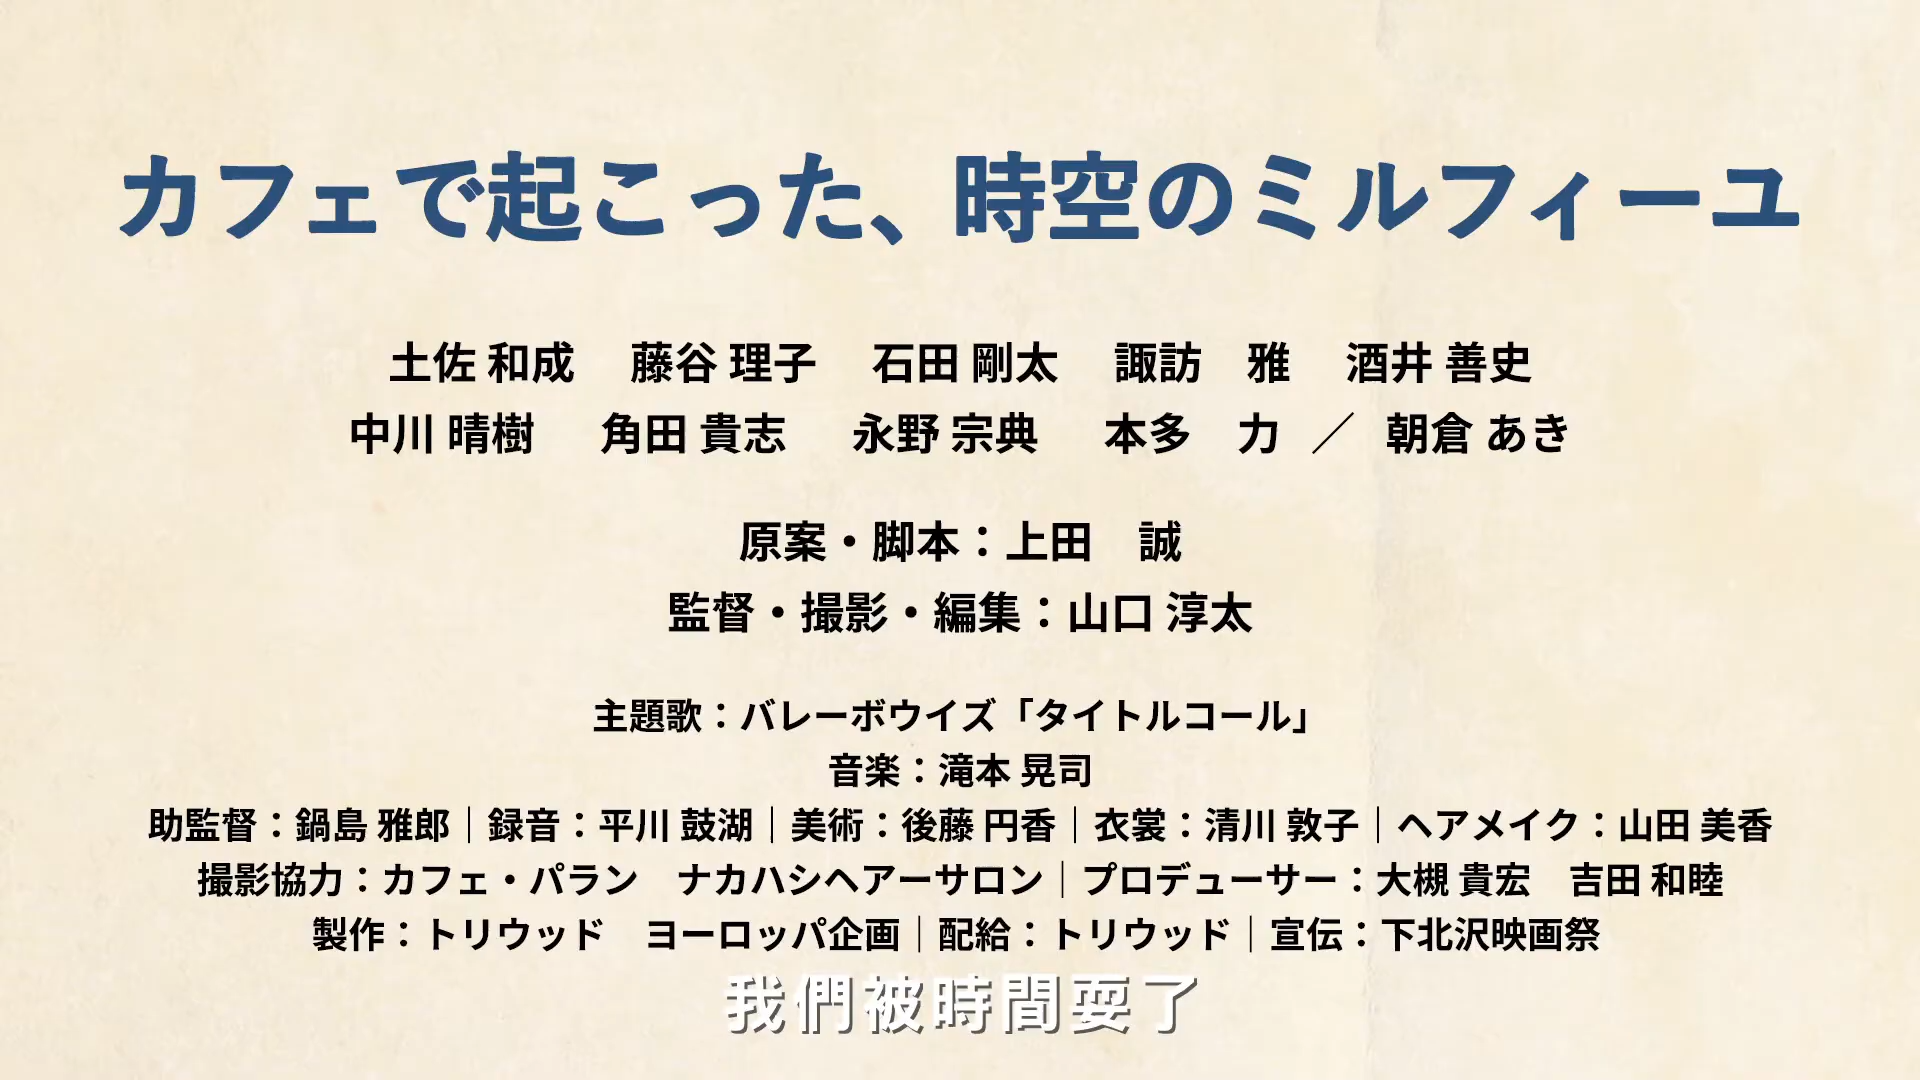 カフェで起こった、時空のミルフィーユ
土佐 和成　藤谷 理子　石田 剛太　諏訪　雅　酒井 善史
中川 晴樹　角田 貴志　永野 宗典　本多　力 ／ 朝倉 あき
原案・脚本：上田　誠
監督・撮影・編集：山口 淳太
主題歌：バレーボウイズ「タイトルコール」
音楽：滝本 晃司
助監督：鍋島 雅郎｜録音：平川 鼓湖｜美術：後藤 円香｜衣裳：清川 敦子｜ヘアメイク：山田 美香
撮影協力：カフェ・パラン　ナカハシヘアーサロン｜プロデューサー：大槻 貴宏　吉田 和睦
製作：トリウッド　ヨーロッパ企画｜配給：トリウッド｜宣伝：下北沢映画祭
我們被時間耍了